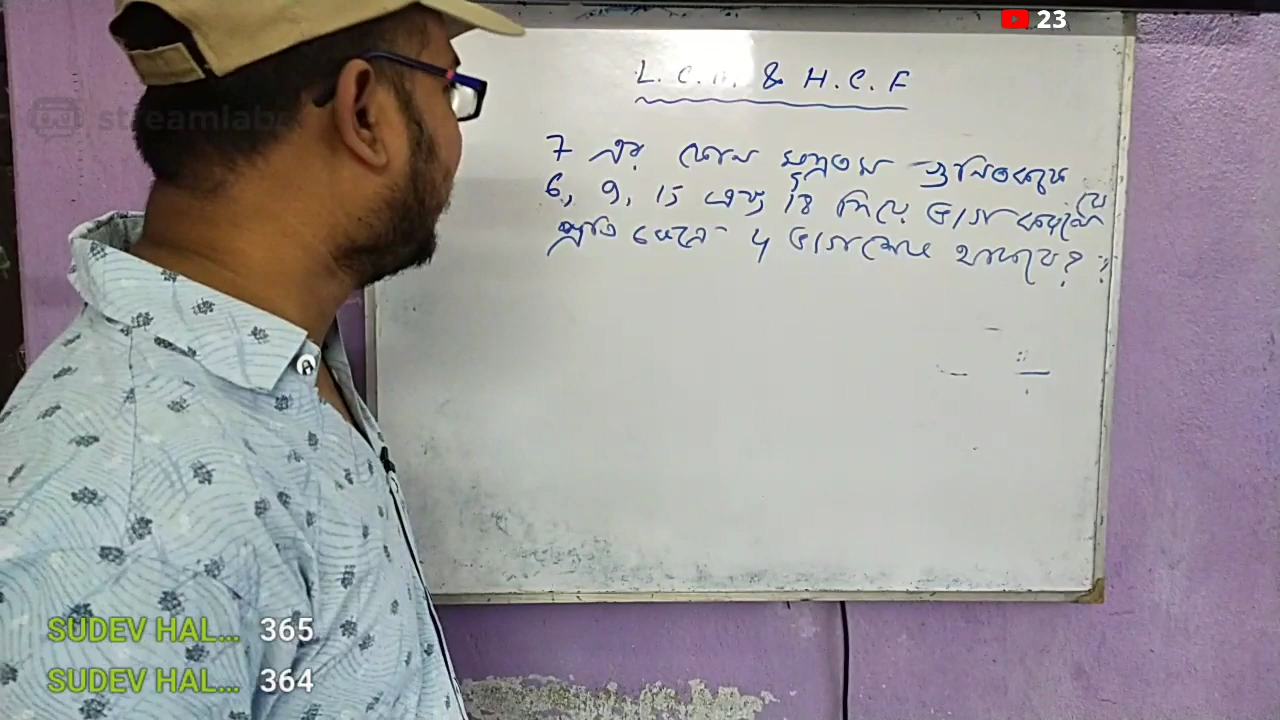 23
L. C. M. & H. C. F
7 এর কোন ক্ষুদ্রতম গুনিতককে
6, 9, 15 এবং 18 দিয়ে ভাগ করলে
প্রতি ক্ষেত্রে 4 ভাগশেষ থাকবে?
streamlabs
SUDEV HAL... 365
SUDEV HAL... 364